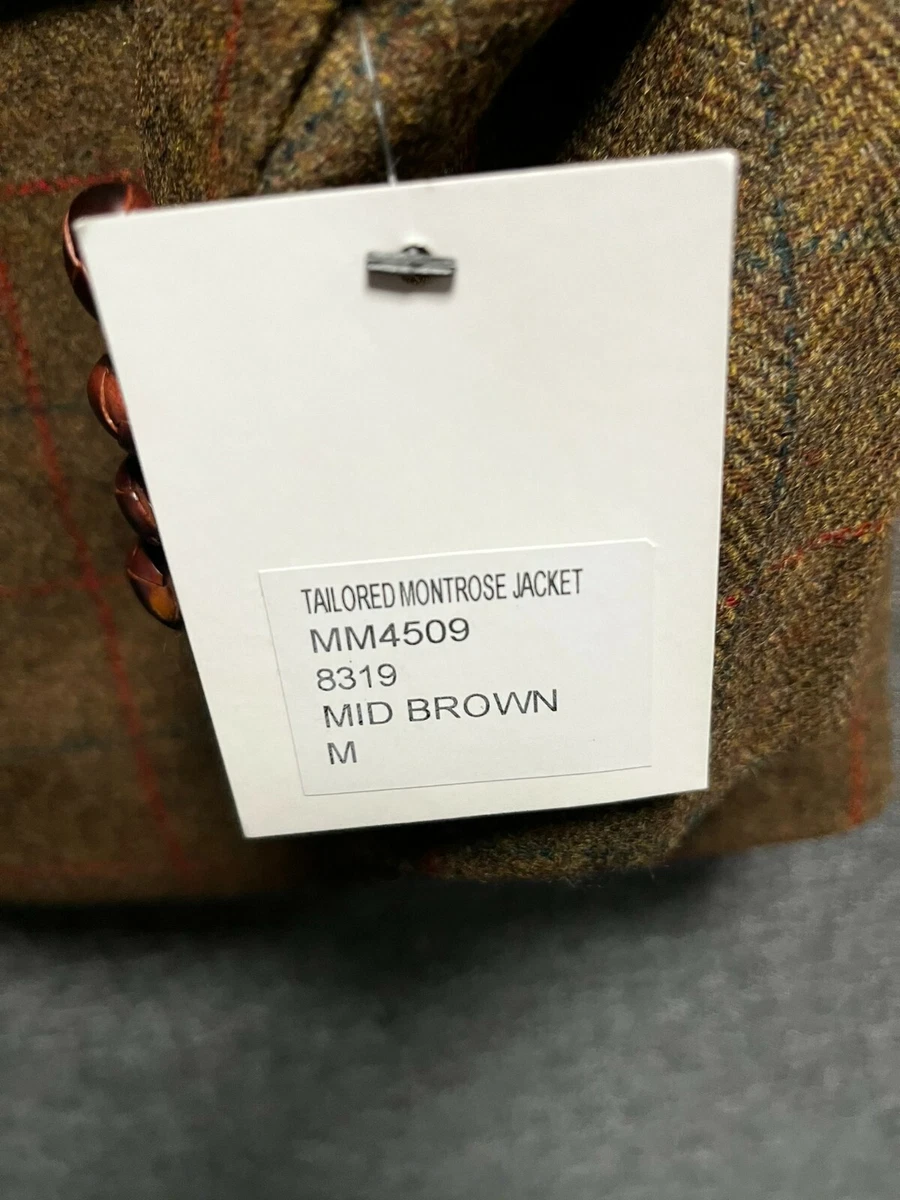 TAILORED MONTROSE JACKET
MM4509
8319
MID BROWN
M